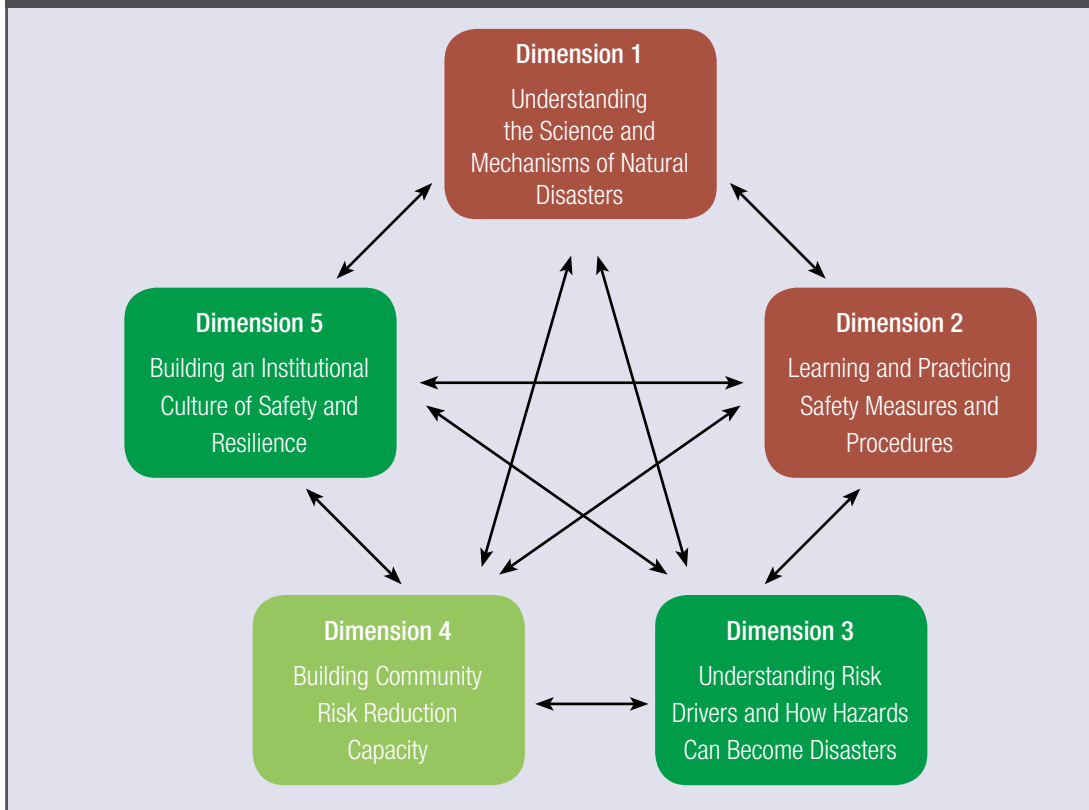 Dimension 1
Understanding
the Science and
Mechanisms of Natural
Disasters
Dimension 5
Building an Institutional
Culture of Safety and
Resilience
Dimension 2
Learning and Practicing
Safety Measures and
Procedures
Dimension 4
Building Community
Risk Reduction
Capacity
Dimension 3
Understanding Risk
Drivers and How Hazards
Can Become Disasters